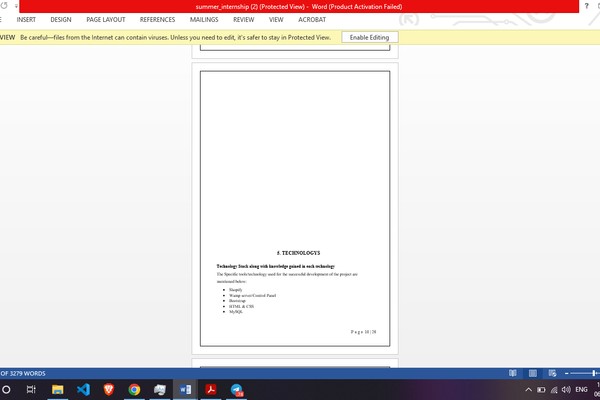 summer_internship (2) (Protected View) - Word (Product Activation Failed)
INSERT DESIGN PAGE LAYOUT REFERENCES MAILINGS REVIEW VIEW ACROBAT
VIEW Be careful—files from the Internet can contain viruses. Unless you need to edit, it's safer to stay in Protected View. Enable Editing
5. TECHNOLOGYS
Technology Stack along with knowledge gained in each technology
The Specific tools/technology used for the successful development of the project are
mentioned below:
• Shopify
• Wamp server/Control Panel
• Bootstrap
• HTML & CSS
• MySQL
Page 10 | 28
OF 3279 WORDS
ENG